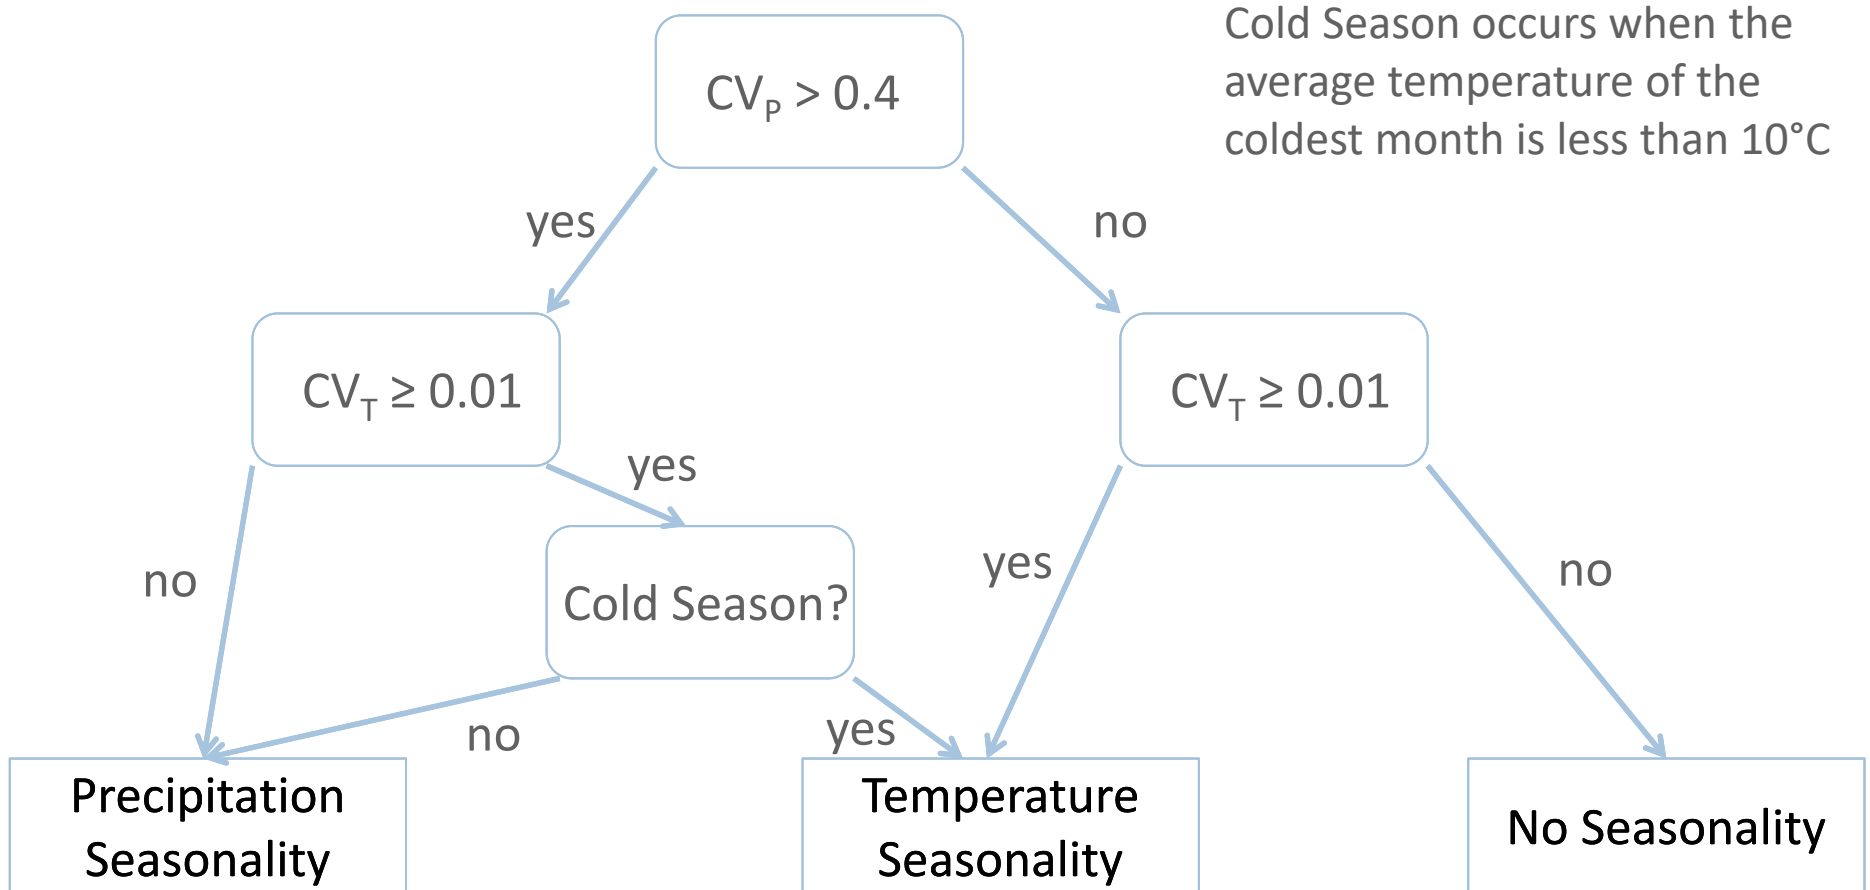 Cold Season occurs when the
average temperature of the
coldest month is less than 10°C
CVP > 0.4
yes
no
CVT ≥ 0.01
CVT ≥ 0.01
yes
no
yes
no
Cold Season?
no
yes
Precipitation
Seasonality
Temperature
Seasonality
No Seasonality